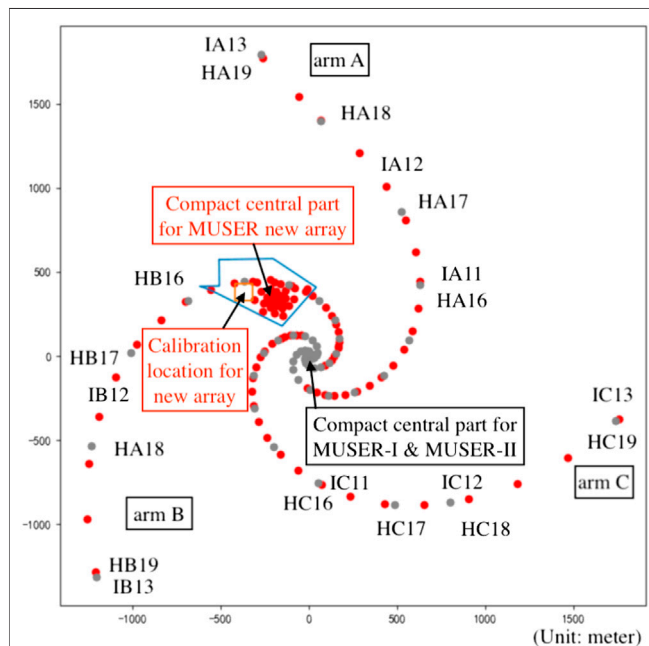 IA13
HA19
arm A
HA18
IA12
HA17
Compact central part
for MUSER new array
IA11
HA16
HB16
Calibration
location for
new array
HB17
IB12
HA18
Compact central part for
MUSER-I & MUSER-II
IC13
HC19
arm C
IC11
HC16
IC12
HC17
HC18
arm B
HB19
IB13
1500
1000
500
0
-500
-1000
-1000
-500
0
500
1000
1500
(Unit: meter)